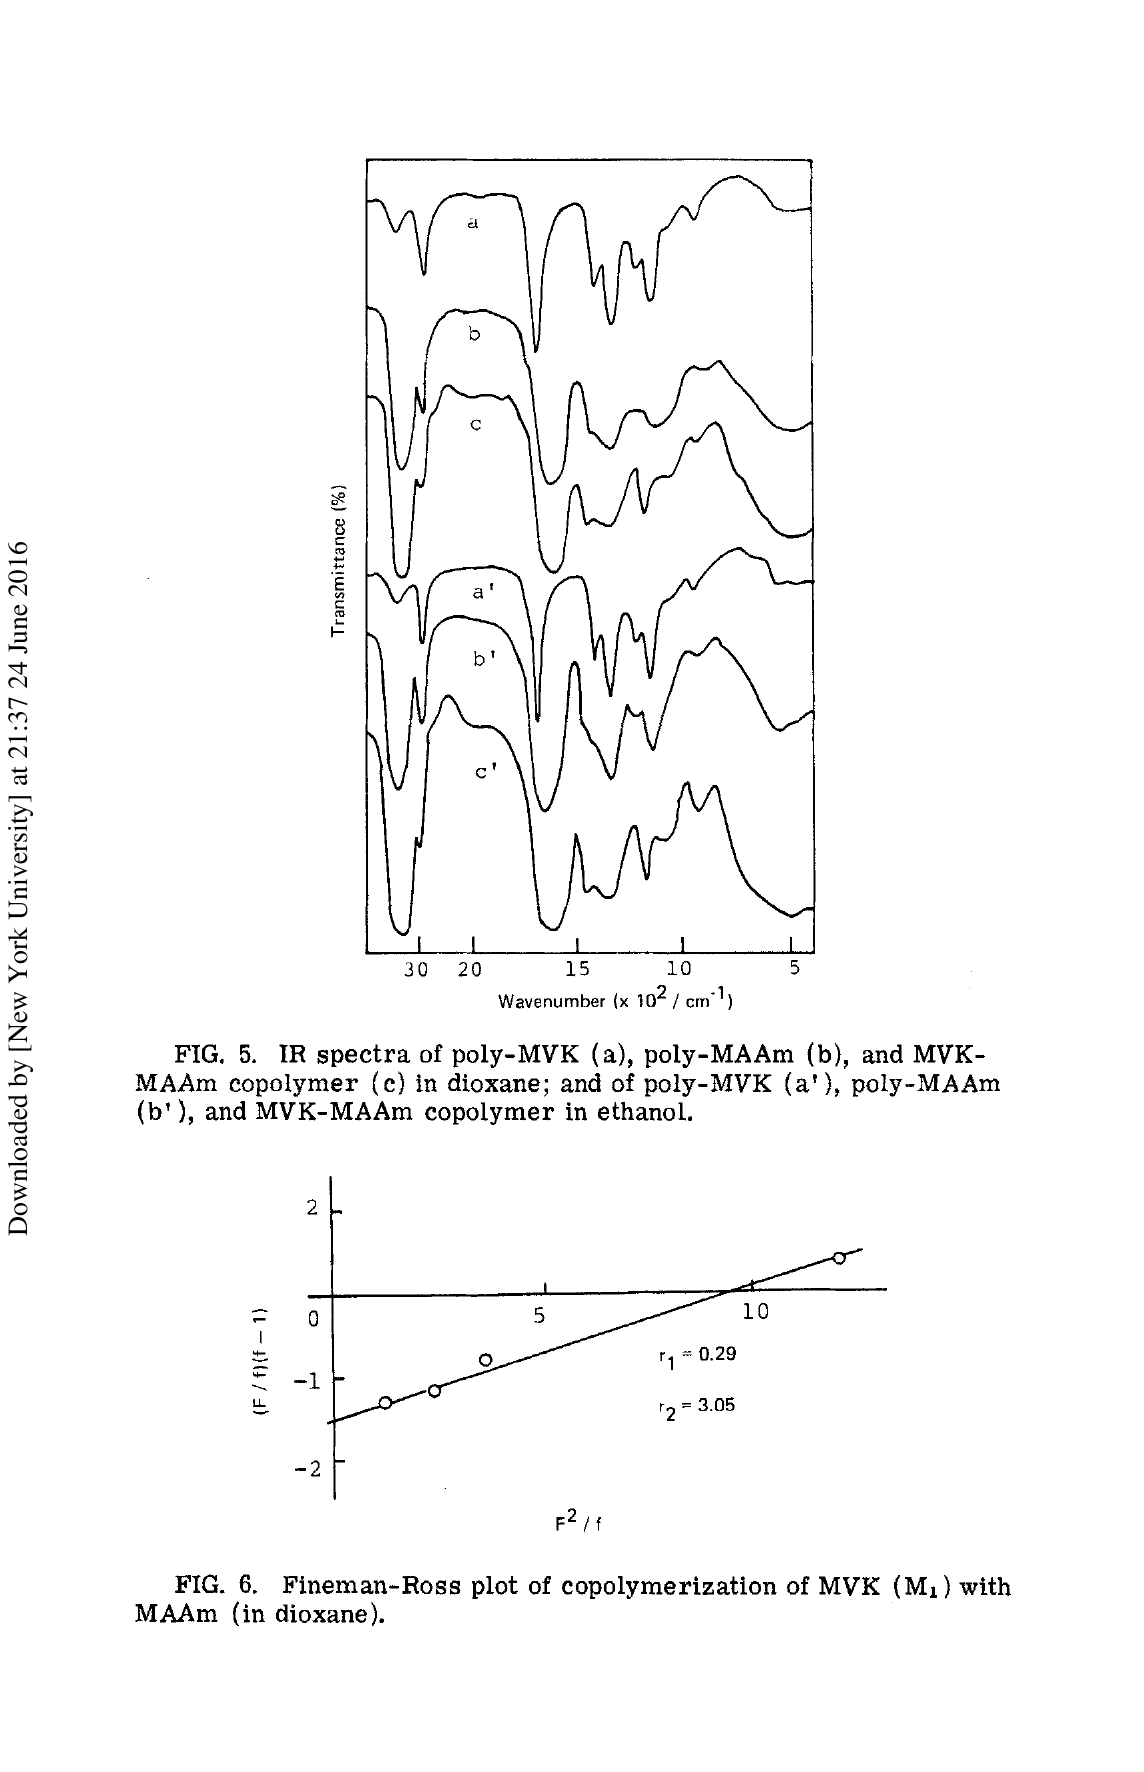 Downloaded by [New York University] at 21:37 24 June 2016
a
b
c
a'
b'
c'
Transmittance (%)
30 20 15 10 5
Wavenumber (x 10² / cm⁻¹)
FIG. 5. IR spectra of poly-MVK (a), poly-MAAm (b), and MVK-
MAAm copolymer (c) in dioxane; and of poly-MVK (a'), poly-MAAm
(b'), and MVK-MAAm copolymer in ethanol.
2
0 5 10
-1
-2
(F / f)(f − 1)
r₁ = 0.29
r₂ = 3.05
F² / f
FIG. 6. Fineman-Ross plot of copolymerization of MVK (M₁) with
MAAm (in dioxane).